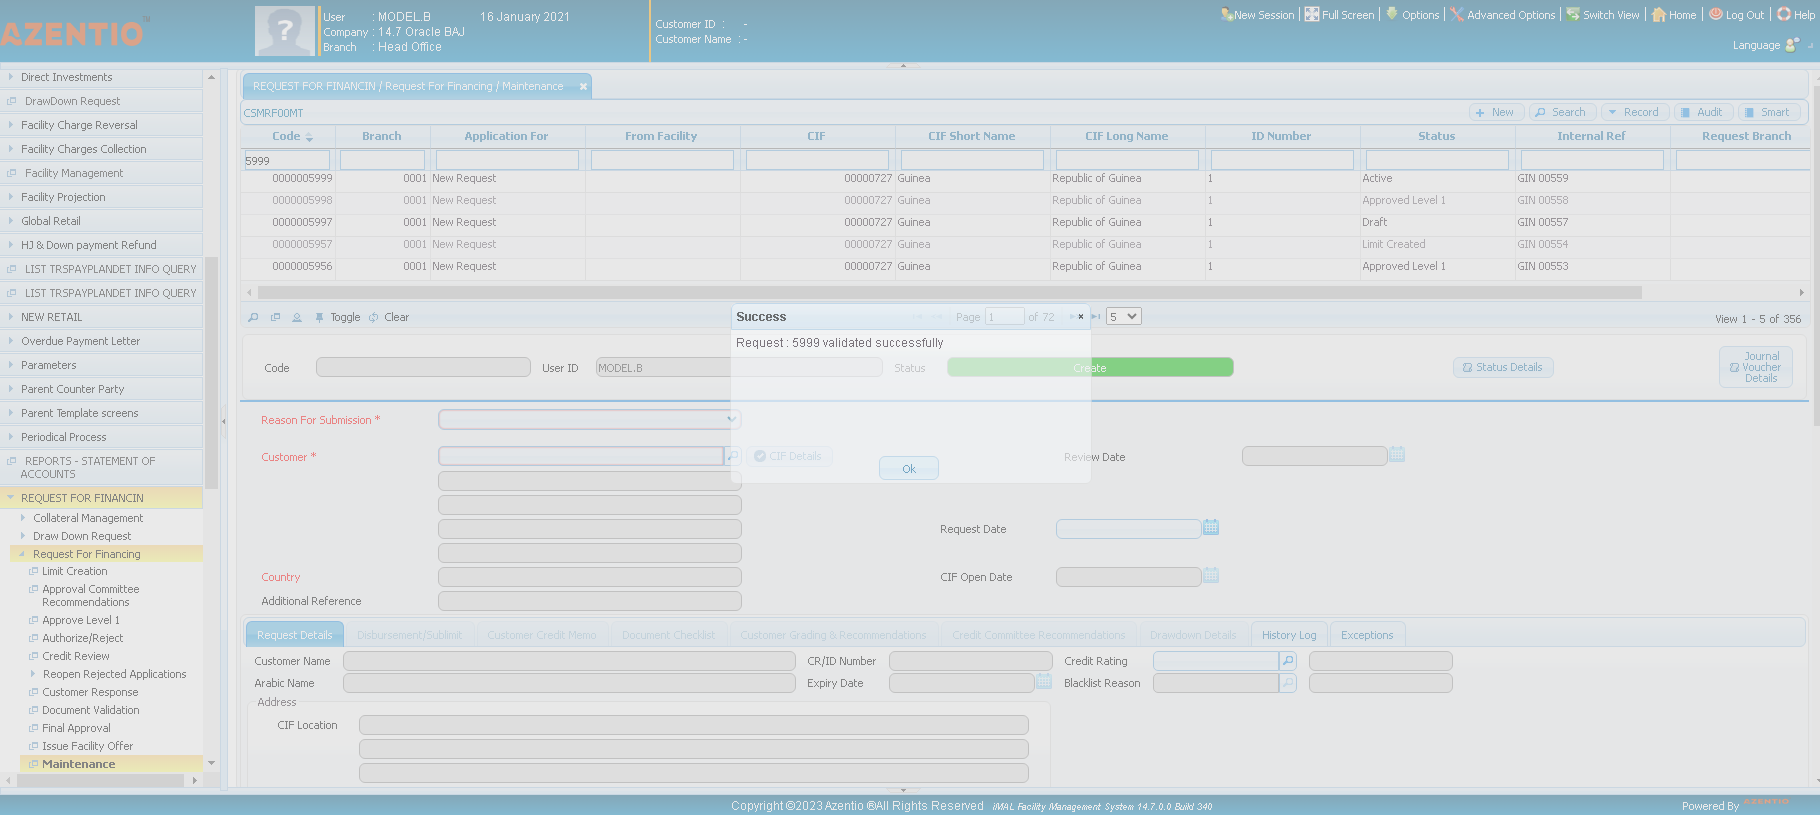 AZENTIO™
User : MODEL.B 16 January 2021
Company : 14.7 Oracle BAJ
Branch : Head Office
Customer ID : -
Customer Name : -
New Session Full Screen Options Advanced Options Switch View Home Log Out Help
Language
Direct Investments
DrawDown Request
Facility Charge Reversal
Facility Charges Collection
Facility Management
Facility Projection
Global Retail
HJ & Down payment Refund
LIST TRSPAYPLANDET INFO QUERY
LIST TRSPAYPLANDET INFO QUERY
NEW RETAIL
Overdue Payment Letter
Parameters
Parent Counter Party
Parent Template screens
Periodical Process
REPORTS - STATEMENT OF
ACCOUNTS
REQUEST FOR FINANCIN
Collateral Management
Draw Down Request
Request For Financing
Limit Creation
Approval Committee
Recommendations
Approve Level 1
Authorize/Reject
Credit Review
Reopen Rejected Applications
Customer Response
Document Validation
Final Approval
Issue Facility Offer
Maintenance
REQUEST FOR FINANCIN / Request For Financing / Maintenance
CSMRF00MT
New Search Record Audit Smart
Code Branch Application For From Facility CIF CIF Short Name CIF Long Name ID Number Status Internal Ref Request Branch
5999
0000005999 0001 New Request 00000727 Guinea Republic of Guinea 1 Active GIN 00559
0000005998 0001 New Request 00000727 Guinea Republic of Guinea 1 Approved Level 1 GIN 00558
0000005997 0001 New Request 00000727 Guinea Republic of Guinea 1 Draft GIN 00557
0000005957 0001 New Request 00000727 Guinea Republic of Guinea 1 Limit Created GIN 00554
0000005956 0001 New Request 00000727 Guinea Republic of Guinea 1 Approved Level 1 GIN 00553
Toggle Clear Page 1 of 72 5 View 1 - 5 of 356
Success
Request : 5999 validated successfully
Ok
Code User ID MODEL.B Status Create Status Details
Journal
Voucher
Details
Reason For Submission *
Customer * CIF Details Review Date
Request Date
Country CIF Open Date
Additional Reference
Request Details Disbursement/Sublimit Customer Credit Memo Document Checklist Customer Grading & Recommendations Credit Committee Recommendations Drawdown Details History Log Exceptions
Customer Name CR/ID Number Credit Rating
Arabic Name Expiry Date Blacklist Reason
Address
CIF Location
Copyright ©2023 Azentio ®All Rights Reserved iMAL Facility Management System 14.7.0.0 Build 340
Powered By AZENTIO